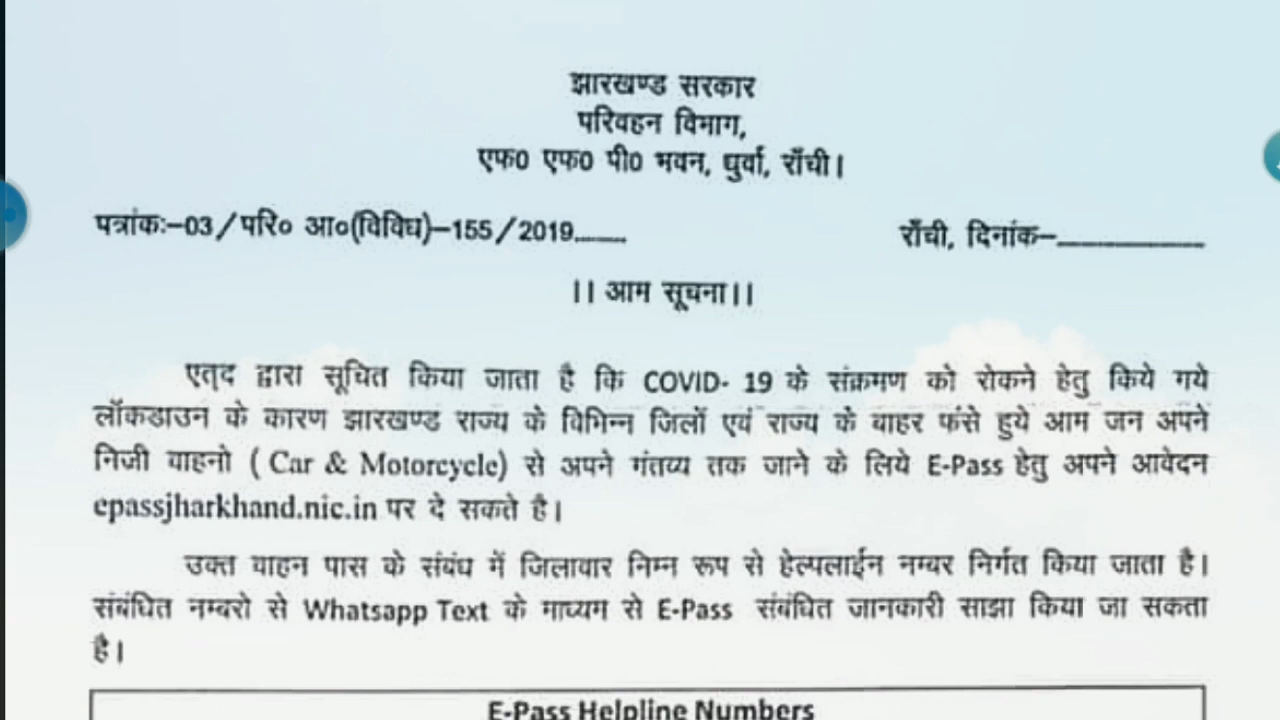 झारखण्ड सरकार
परिवहन विभाग,
एफ0 एफ0 पी0 भवन, धुर्वा, राँची।
पत्रांकः–03/परि० आ०(विविध)–155/2019........
राँची, दिनांक–____________
।। आम सूचना।।
एत्द द्वारा सूचित किया जाता है कि COVID- 19 के संक्रमण को रोकने हेतु किये गये
लॉकडाउन के कारण झारखण्ड राज्य के विभिन्न जिलों एवं राज्य के बाहर फंसे हुये आम जन अपने
निजी वाहनो ( Car & Motorcycle) से अपने गंतव्य तक जाने के लिये E-Pass हेतु अपने आवेदन
epassjharkhand.nic.in पर दे सकते है।
उक्त वाहन पास के संबंध में जिलावार निम्न रूप से हेल्पलाईन नम्बर निर्गत किया जाता है।
संबंधित नम्बरो से Whatsapp Text के माध्यम से E-Pass संबंधित जानकारी साझा किया जा सकता
है।
E-Pass Helpline Numbers